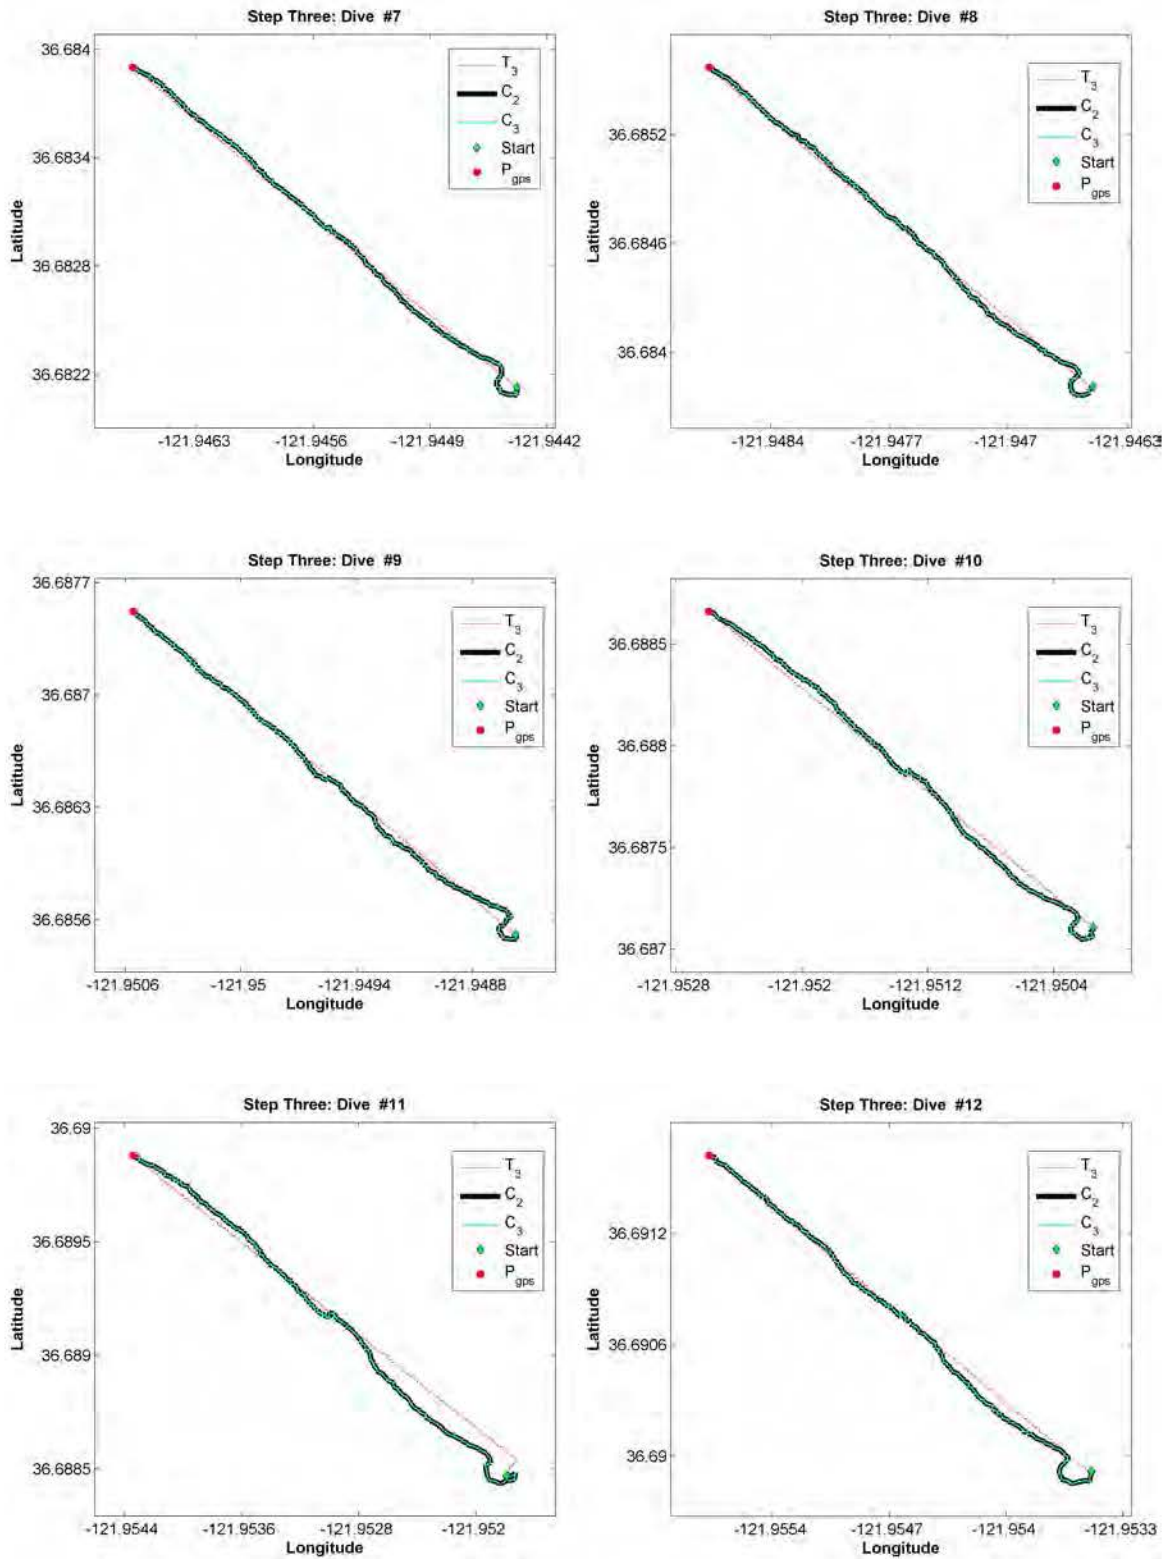 Step Three: Dive #7
36.684
36.6834
36.6828
36.6822
Latitude
-121.9463 -121.9456 -121.9449 -121.9442
Longitude
T3
C2
C3
Start
Pgps
Step Three: Dive #8
36.6852
36.6846
36.684
Latitude
-121.9484 -121.9477 -121.947 -121.9463
Longitude
T3
C2
C3
Start
Pgps
Step Three: Dive #9
36.6877
36.687
36.6863
36.6856
Latitude
-121.9506 -121.95 -121.9494 -121.9488
Longitude
T3
C2
C3
Start
Pgps
Step Three: Dive #10
36.6885
36.688
36.6875
36.687
Latitude
-121.9528 -121.952 -121.9512 -121.9504
Longitude
T3
C2
C3
Start
Pgps
Step Three: Dive #11
36.69
36.6895
36.689
36.6885
Latitude
-121.9544 -121.9536 -121.9528 -121.952
Longitude
T3
C2
C3
Start
Pgps
Step Three: Dive #12
36.6912
36.6906
36.69
Latitude
-121.9554 -121.9547 -121.954 -121.9533
Longitude
T3
C2
C3
Start
Pgps